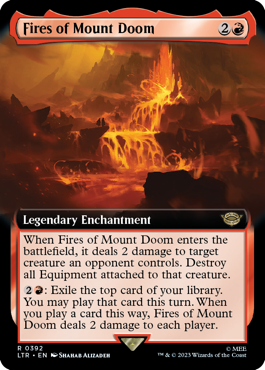 Fires of Mount Doom 2
Legendary Enchantment
When Fires of Mount Doom enters the
battlefield, it deals 2 damage to target
creature an opponent controls. Destroy
all Equipment attached to that creature.
2 : Exile the top card of your library.
You may play that card this turn. When
you play a card this way, Fires of Mount
Doom deals 2 damage to each player.
R 0392
LTR • EN Shahab Alizadeh
© MEE
™ & © 2023 Wizards of the Coast